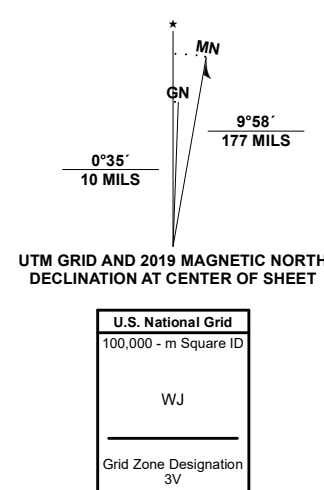 MN
GN
9°58´
177 MILS
0°35´
10 MILS
UTM GRID AND 2019 MAGNETIC NORTH
DECLINATION AT CENTER OF SHEET
U.S. National Grid
100,000 - m Square ID
WJ
Grid Zone Designation
3V